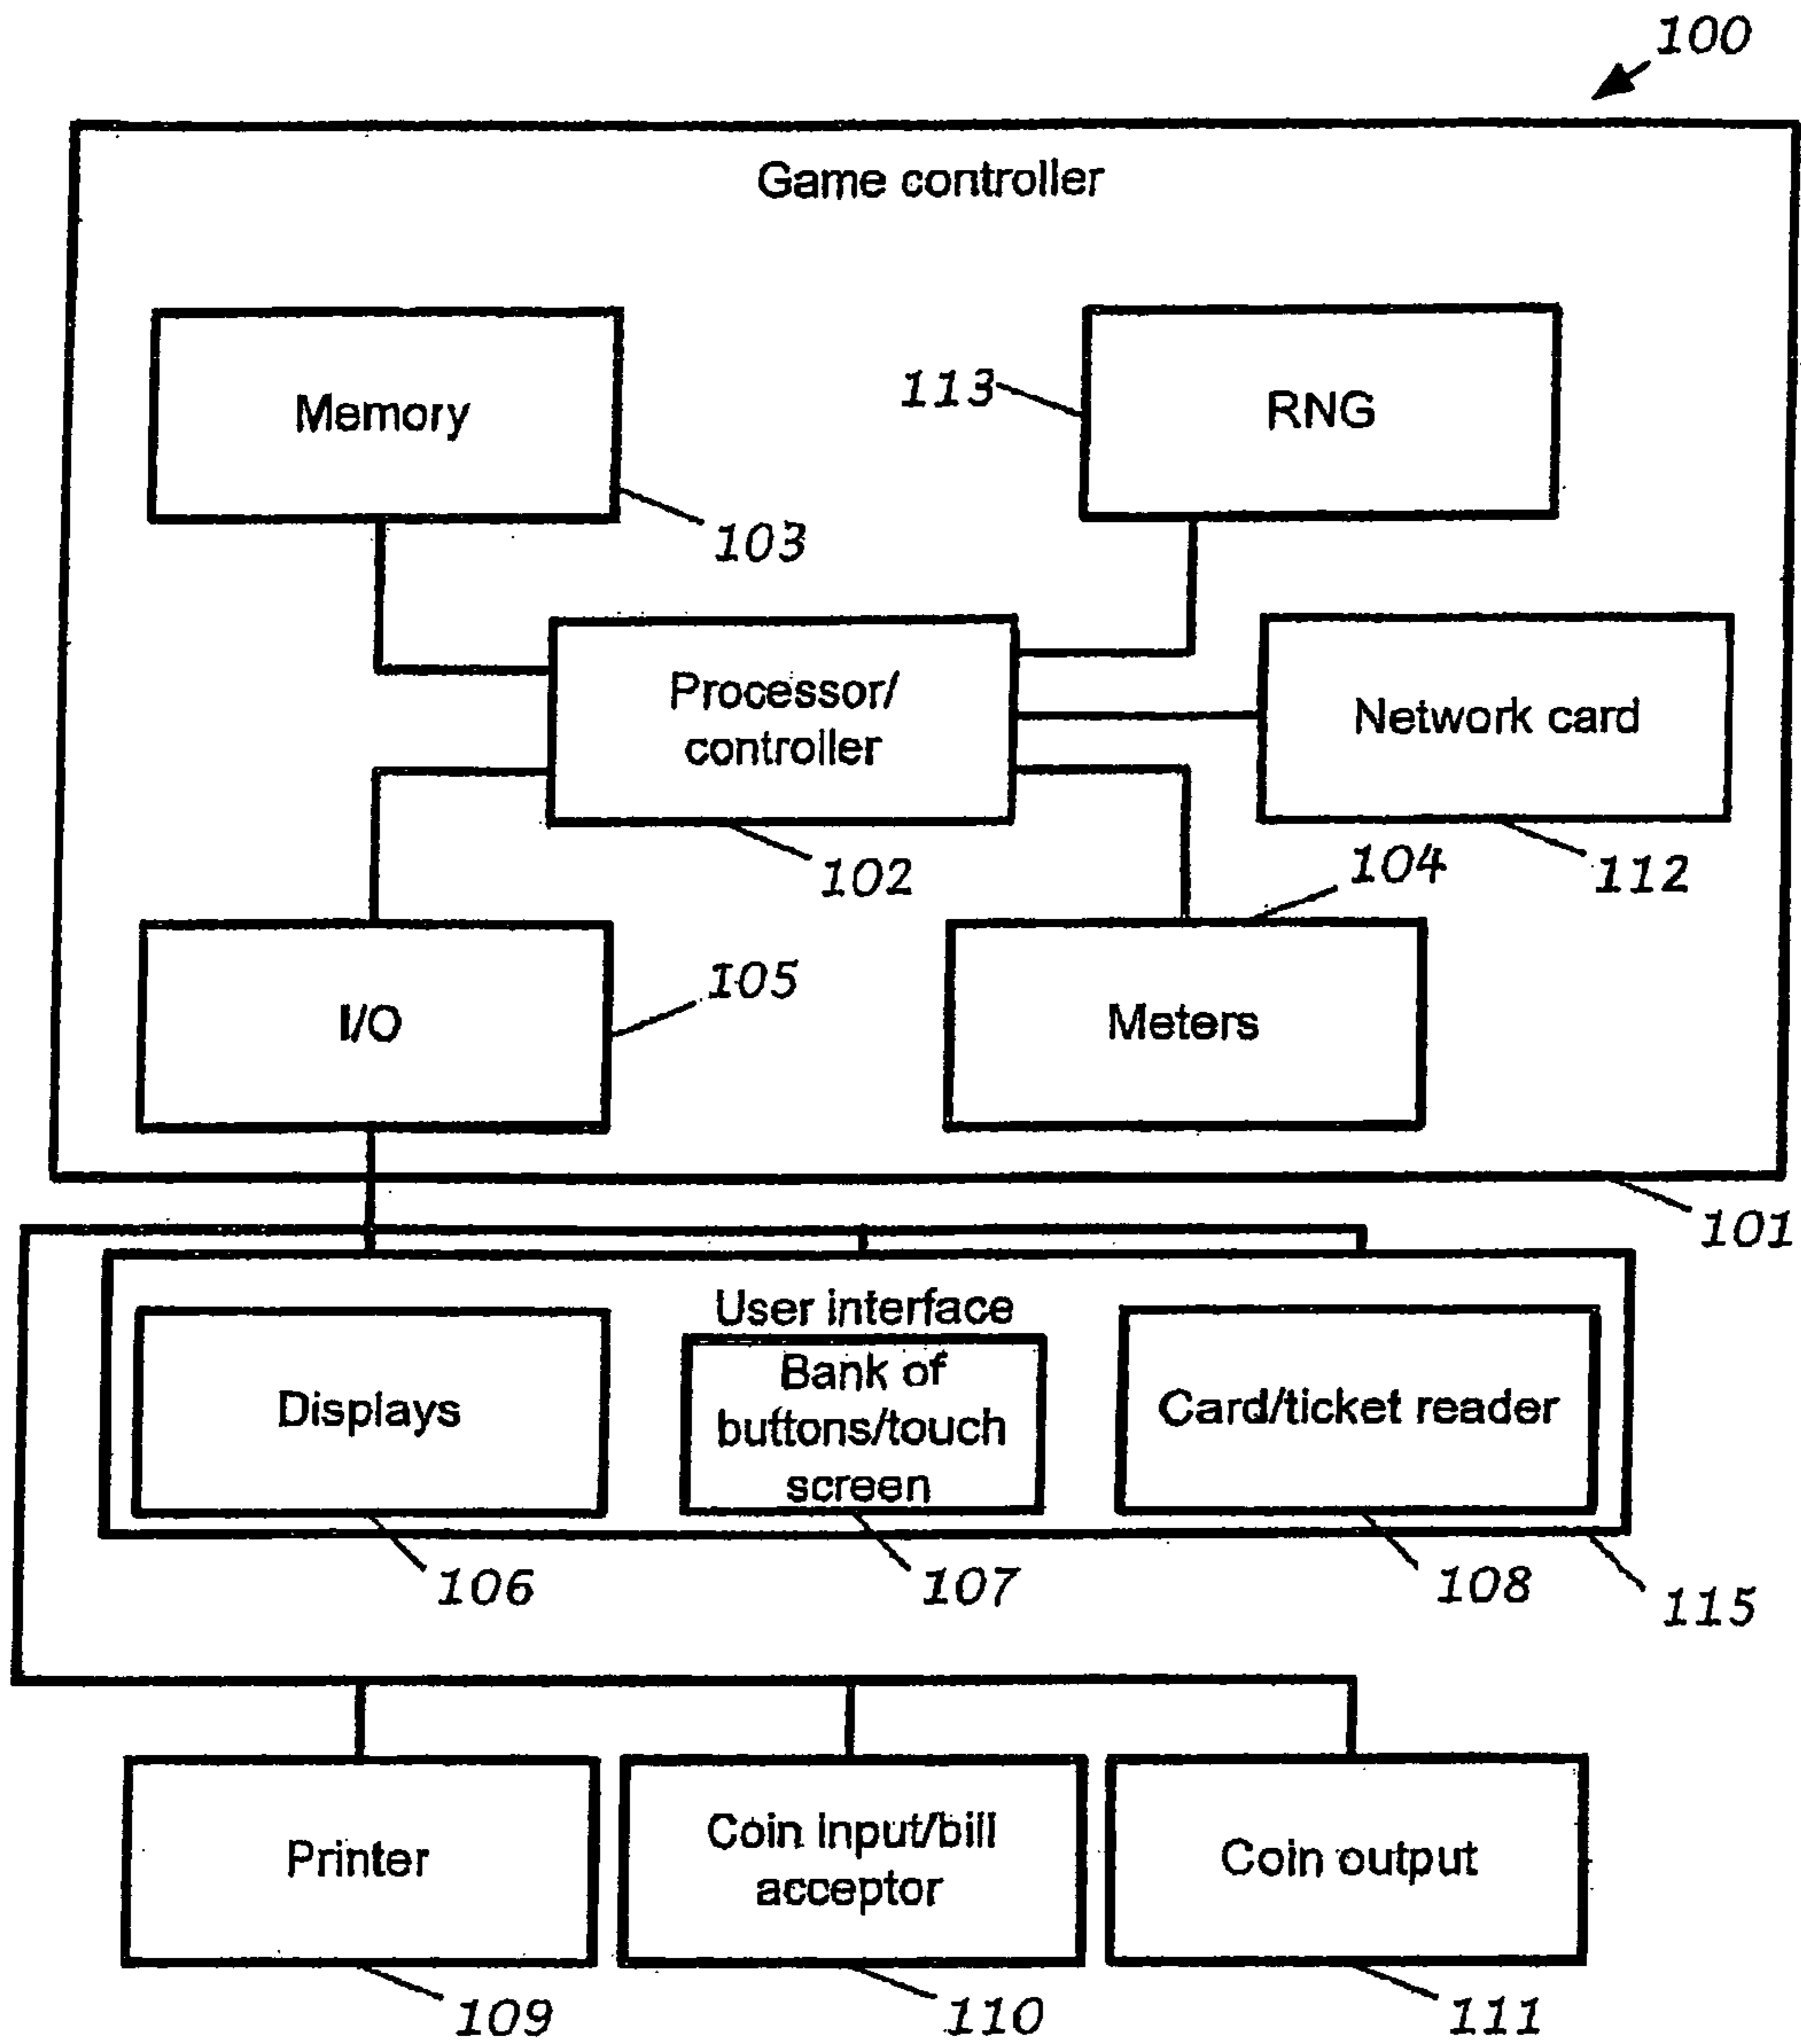 100
Game controller
Memory
113
RNG
103
Processor/
controller
Network card
102
104
112
I/O
105
Meters
101
User interface
Displays
Bank of
buttons/touch
screen
Card/ticket reader
106
107
108
115
Printer
Coin input/bill
acceptor
Coin output
109
110
111